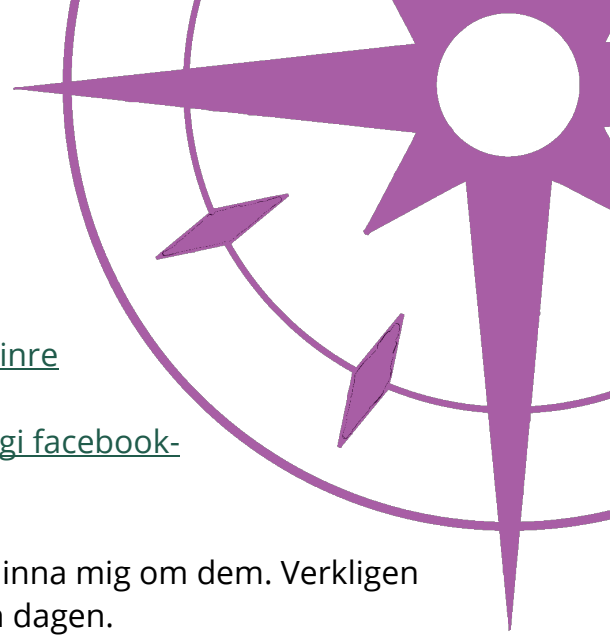 inre
gi facebook-
inna mig om dem. Verkligen
dagen.